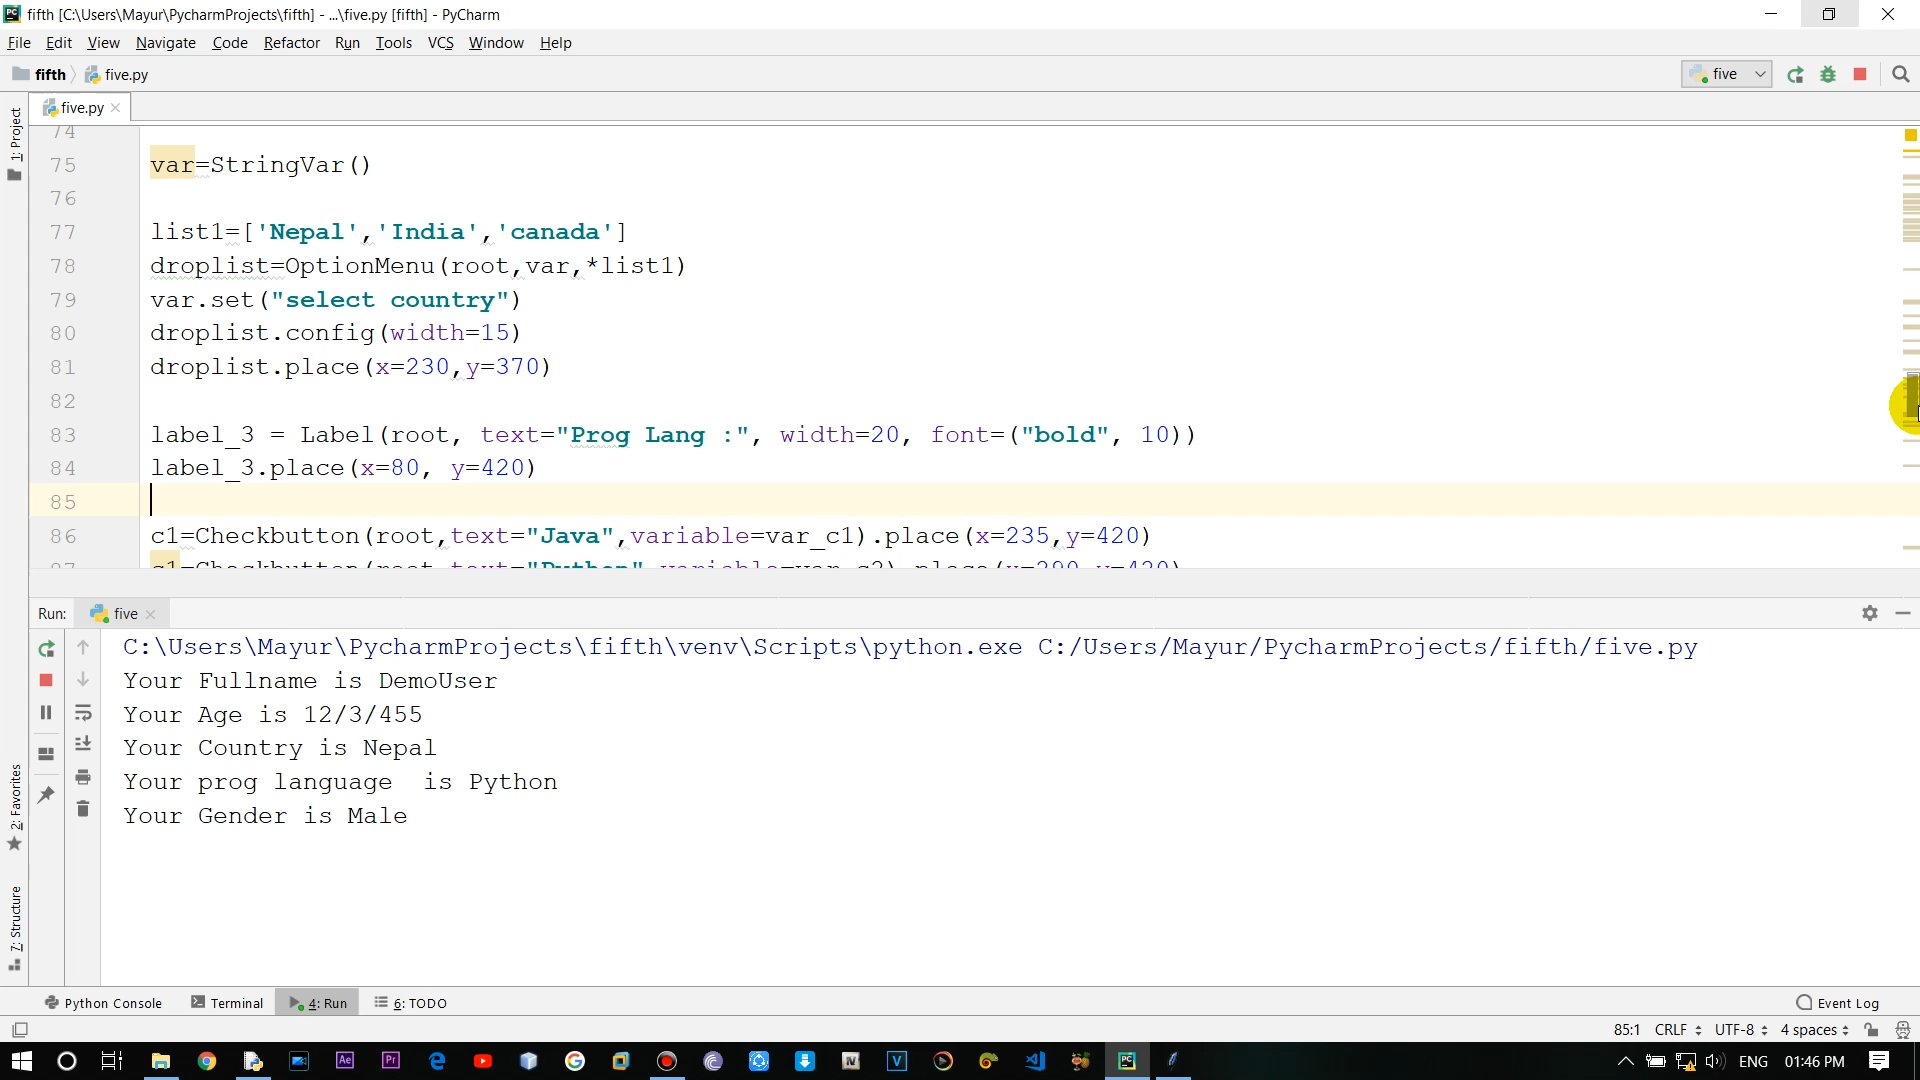 fifth [C:\Users\Mayur\PycharmProjects\fifth] - ...\five.py [fifth] - PyCharm
File Edit View Navigate Code Refactor Run Tools VCS Window Help
fifth five.py five
five.py
1: Project
74
75 var=StringVar()
76
77 list1=['Nepal','India','canada']
78 droplist=OptionMenu(root,var,*list1)
79 var.set("select country")
80 droplist.config(width=15)
81 droplist.place(x=230,y=370)
82
83 label_3 = Label(root, text="Prog Lang :", width=20, font=("bold", 10))
84 label_3.place(x=80, y=420)
85
86 c1=Checkbutton(root,text="Java",variable=var_c1).place(x=235,y=420)
Run: five
C:\Users\Mayur\PycharmProjects\fifth\venv\Scripts\python.exe C:/Users/Mayur/PycharmProjects/fifth/five.py
Your Fullname is DemoUser
Your Age is 12/3/455
Your Country is Nepal
Your prog language  is Python
Your Gender is Male
2: Favorites
7: Structure
Python Console Terminal 4: Run 6: TODO Event Log
85:1 CRLF UTF-8 4 spaces
ENG 01:46 PM